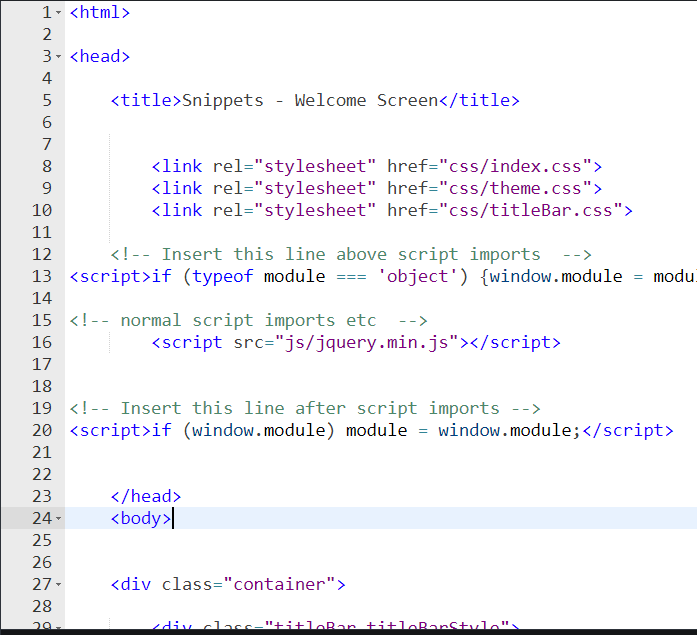 1 <html>
2
3 <head>
4
5 <title>Snippets - Welcome Screen</title>
6
7
8 <link rel="stylesheet" href="css/index.css">
9 <link rel="stylesheet" href="css/theme.css">
10 <link rel="stylesheet" href="css/titleBar.css">
11
12 <!-- Insert this line above script imports  -->
13 <script>if (typeof module === 'object') {window.module = modu
14
15 <!-- normal script imports etc  -->
16 <script src="js/jquery.min.js"></script>
17
18
19 <!-- Insert this line after script imports -->
20 <script>if (window.module) module = window.module;</script>
21
22
23 </head>
24 <body>
25
26
27 <div class="container">
28
29 <div class="titleBar titleBarStyle">